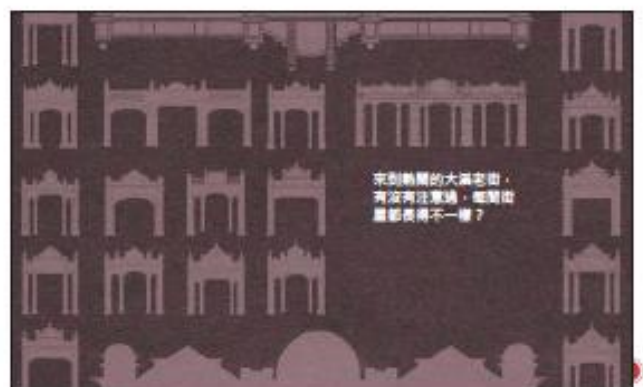 來到熱鬧的大溪老街，
有沒有注意過，每間街
屋都長得不一樣？